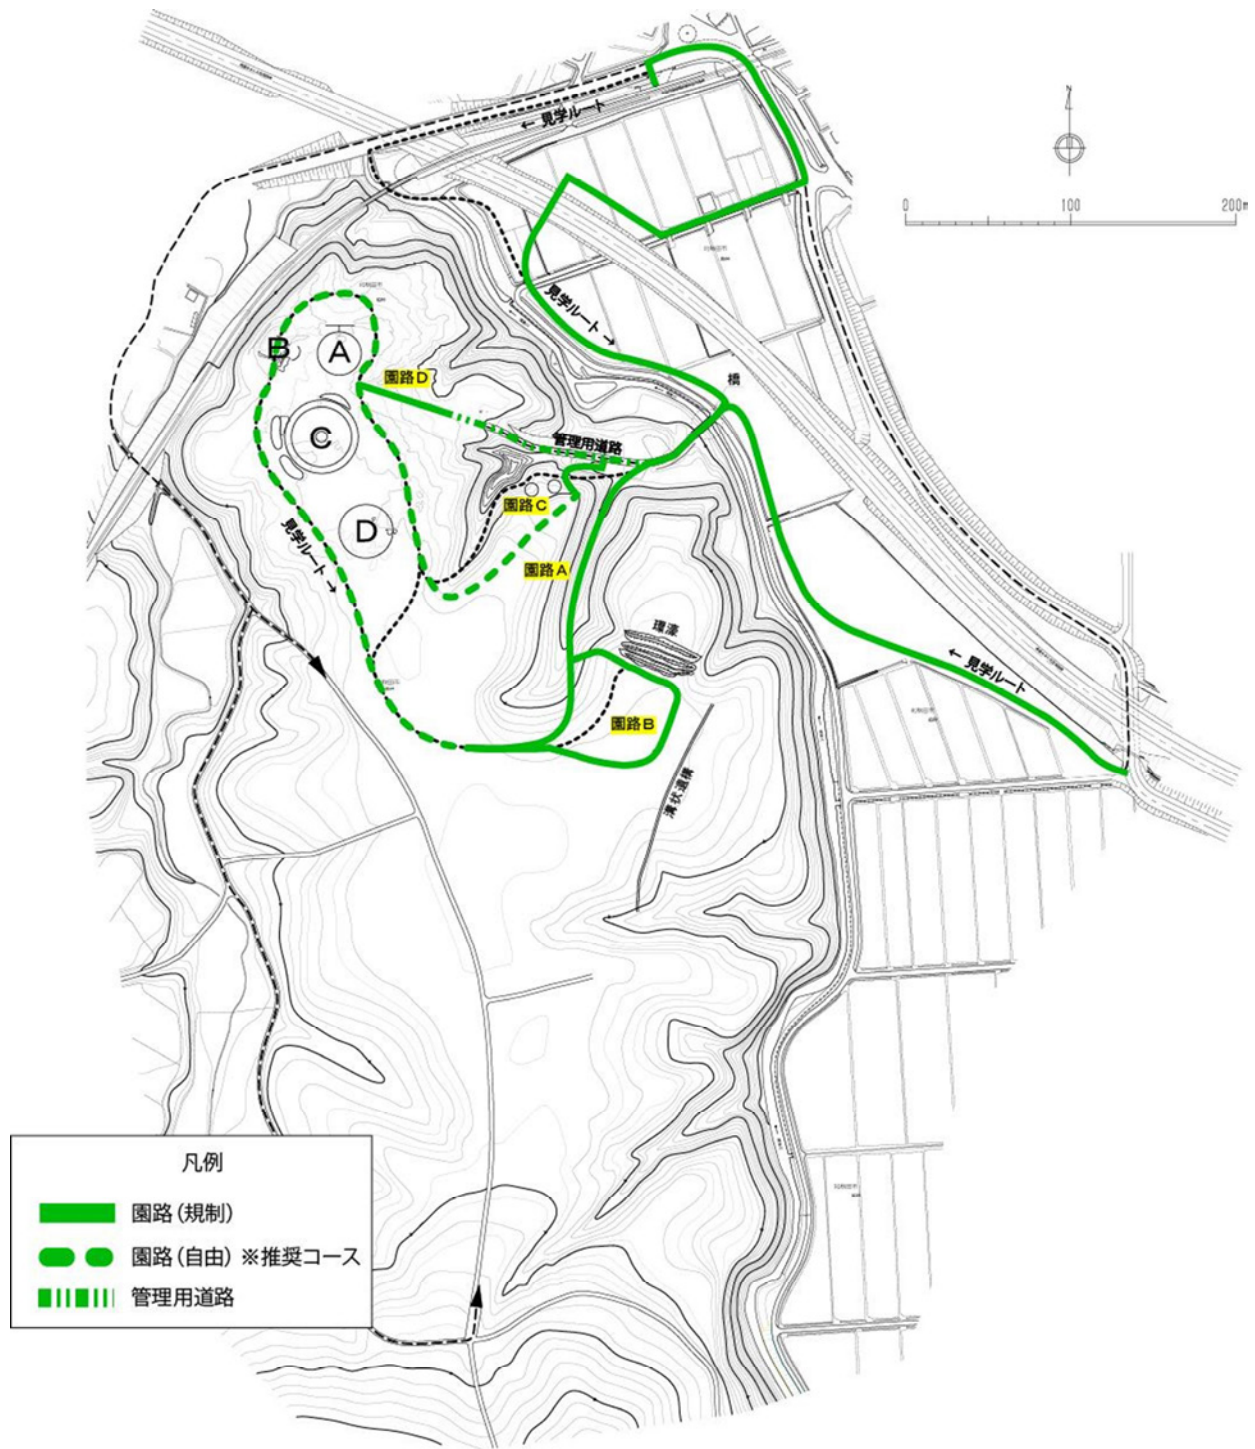 ← 見学ルート
N
0 100 200m
見学ルート →
橋
B
A
園路D
C
管理用道路
園路C
D
見学ルート →
園路A
環濠
← 見学ルート
園路B
溝状遺構
凡例
園路（規制）
園路（自由）※推奨コース
管理用道路